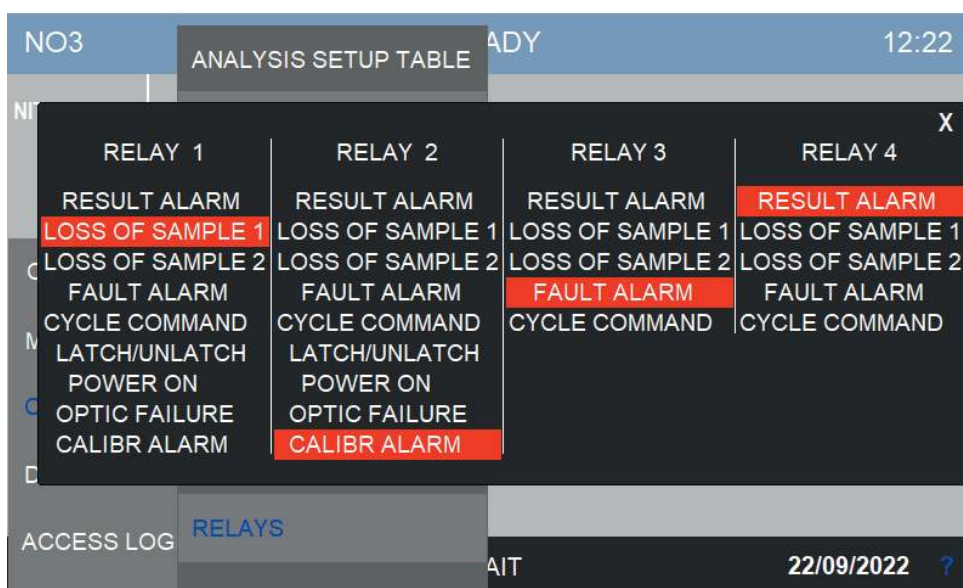 NO3
ANALYSIS SETUP TABLE
ADY
12:22
NIT
X
RELAY 1
RELAY 2
RELAY 3
RELAY 4
RESULT ALARM
RESULT ALARM
RESULT ALARM
RESULT ALARM
LOSS OF SAMPLE 1
LOSS OF SAMPLE 1
LOSS OF SAMPLE 1
LOSS OF SAMPLE 1
LOSS OF SAMPLE 2
LOSS OF SAMPLE 2
LOSS OF SAMPLE 2
LOSS OF SAMPLE 2
FAULT ALARM
FAULT ALARM
FAULT ALARM
FAULT ALARM
CYCLE COMMAND
CYCLE COMMAND
CYCLE COMMAND
CYCLE COMMAND
LATCH/UNLATCH
LATCH/UNLATCH
POWER ON
POWER ON
OPTIC FAILURE
OPTIC FAILURE
CALIBR ALARM
CALIBR ALARM
RELAYS
ACCESS LOG
AIT
22/09/2022
?